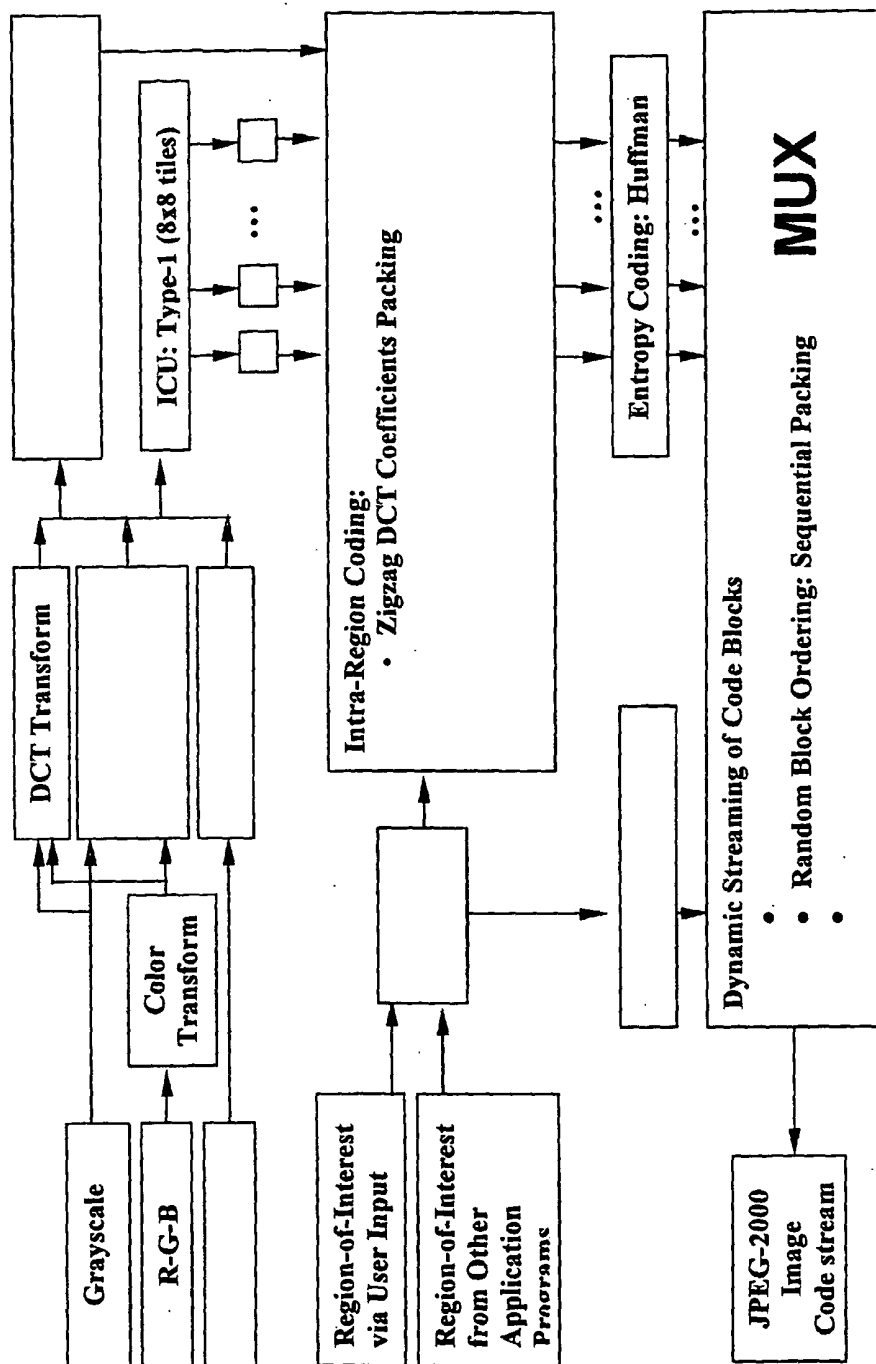 Grayscale
R-G-B
Color
Transform
DCT Transform
ICU: Type-1 (8x8 tiles)
...
Region-of-Interest
via User Input
Region-of-Interest
from Other
Application
Programs
Intra-Region Coding:
• Zigzag DCT Coefficients Packing
...
Entropy Coding: Huffman
...
Dynamic Streaming of Code Blocks
•
• Random Block Ordering: Sequential Packing
•
MUX
JPEG-2000
Image
Code stream